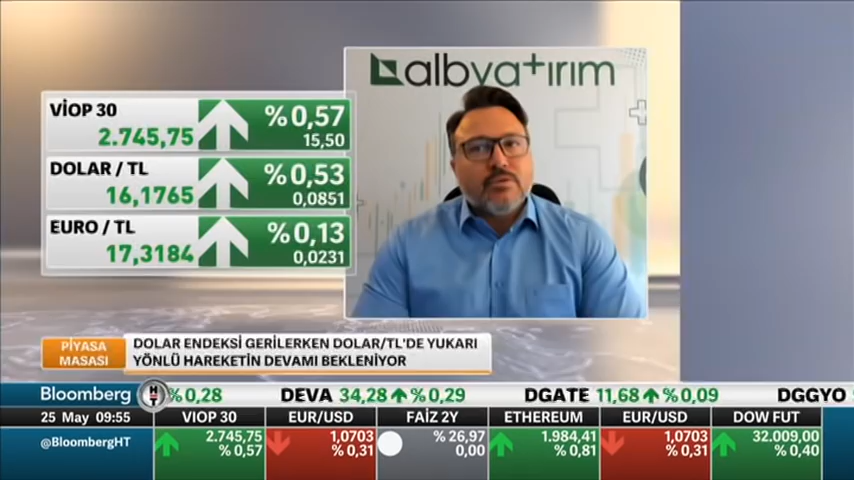 albyatırım
VİOP 30
2.745,75
%0,57
15,50
DOLAR / TL
16,1765
%0,53
0,0851
EURO / TL
17,3184
%0,13
0,0231
PİYASA
MASASI
DOLAR ENDEKSİ GERİLERKEN DOLAR/TL'DE YUKARI
YÖNLÜ HAREKETİN DEVAMI BEKLENİYOR
Bloomberg HT %0,28 DEVA 34,28 %0,29 DGATE 11,68 %0,09 DGGYO
25 May 09:55
@BloombergHT
VIOP 30
2.745,75
% 0,57
EUR/USD
1,0703
% 0,31
FAİZ 2Y
% 26,97
0,00
ETHEREUM
1.984,41
% 0,81
EUR/USD
1,0703
% 0,31
DOW FUT
32.009,00
% 0,40